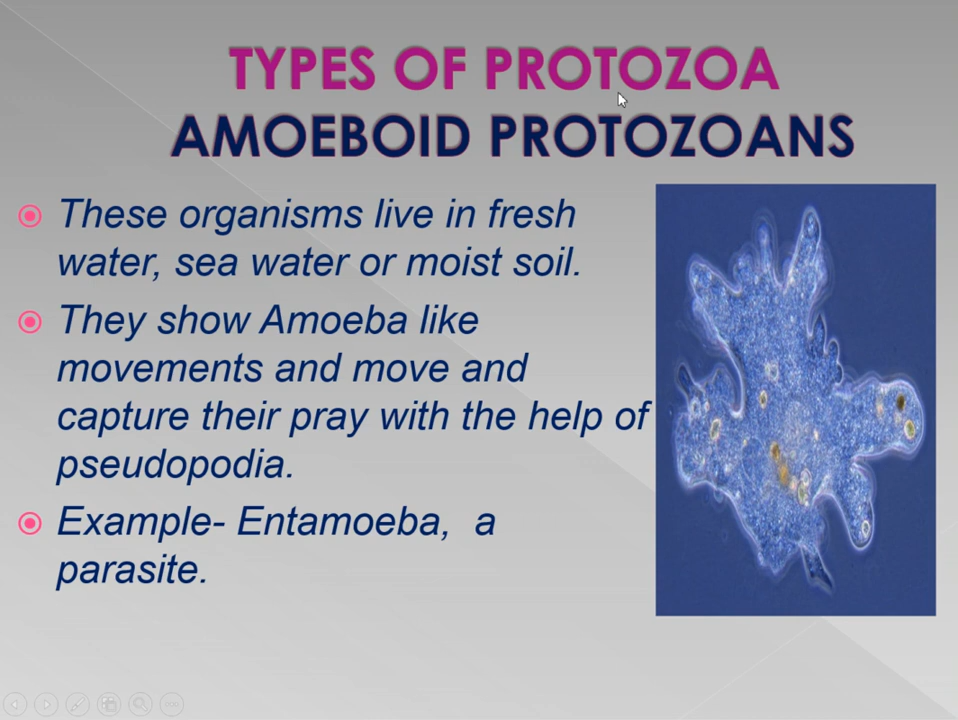 TYPES OF PROTOZOA
AMOEBOID PROTOZOANS
These organisms live in fresh
water, sea water or moist soil.
They show Amoeba like
movements and move and
capture their pray with the help of
pseudopodia.
Example- Entamoeba, a
parasite.